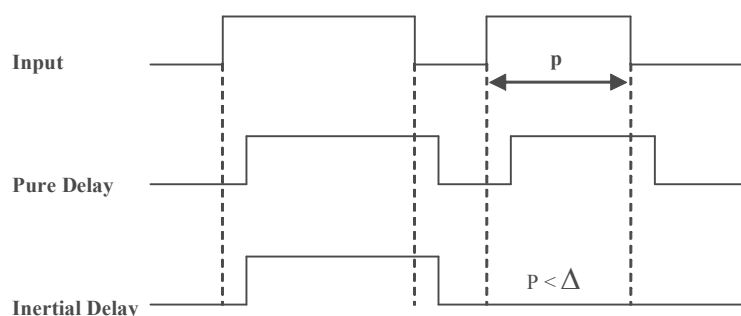 Input
p
Pure Delay
P < Δ
Inertial Delay